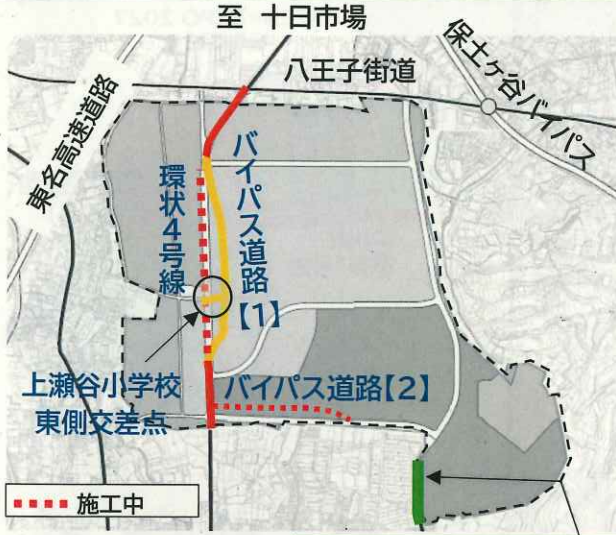 至 十日市場
八王子街道
保土ヶ谷バイパス
東名高速道路
環状4号線
バイパス道路
【1】
上瀬谷小学校
東側交差点
バイパス道路【2】
施工中